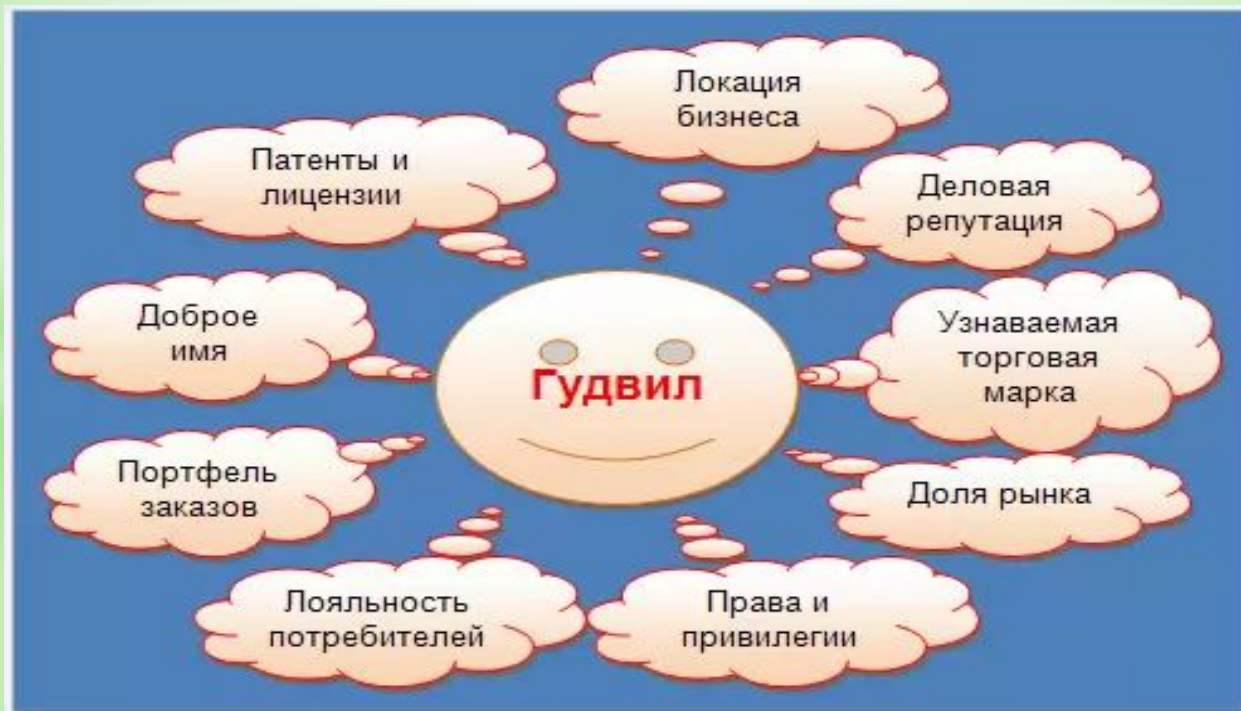 Локация
бизнеса
Патенты и
лицензии
Деловая
репутация
Доброе
имя
Гудвил
Узнаваемая
торговая
марка
Портфель
заказов
Доля рынка
Лояльность
потребителей
Права и
привилегии